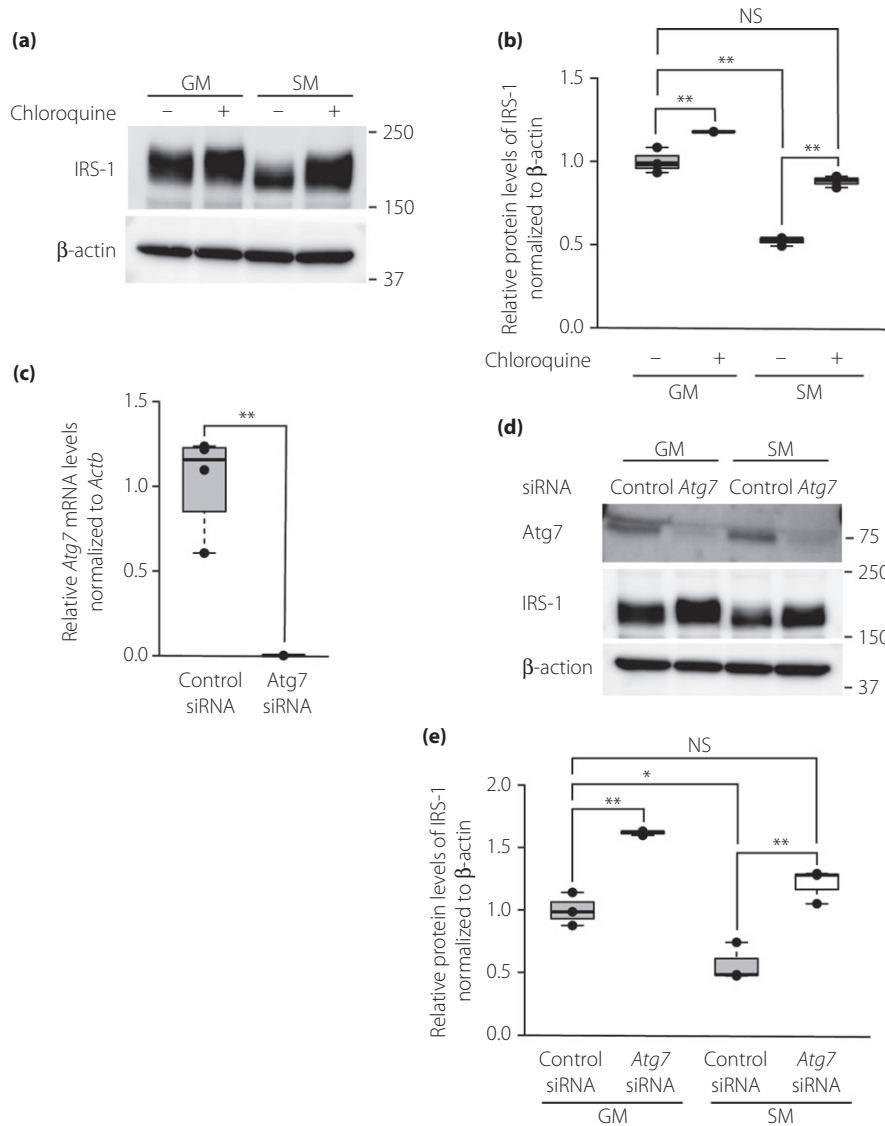 (a)
GM SM
Chloroquine − + − +
IRS-1
250
150
β-actin
37
(b)
NS
**
**
**
Relative protein levels of IRS-1
normalized to β-actin
1.5
1.0
0.5
0.0
Chloroquine − + − +
GM SM
(c)
Relative Atg7 mRNA levels
normalized to Actb
1.5
1.0
0.5
0.0
**
Control
siRNA
Atg7
siRNA
(d)
GM SM
siRNA Control Atg7 Control Atg7
Atg7
75
250
IRS-1
150
β-action
37
(e)
NS
*
**
**
Relative protein levels of IRS-1
normalized to β-actin
2.0
1.5
1.0
0.5
0.0
Control
siRNA
Atg7
siRNA
Control
siRNA
Atg7
siRNA
GM SM